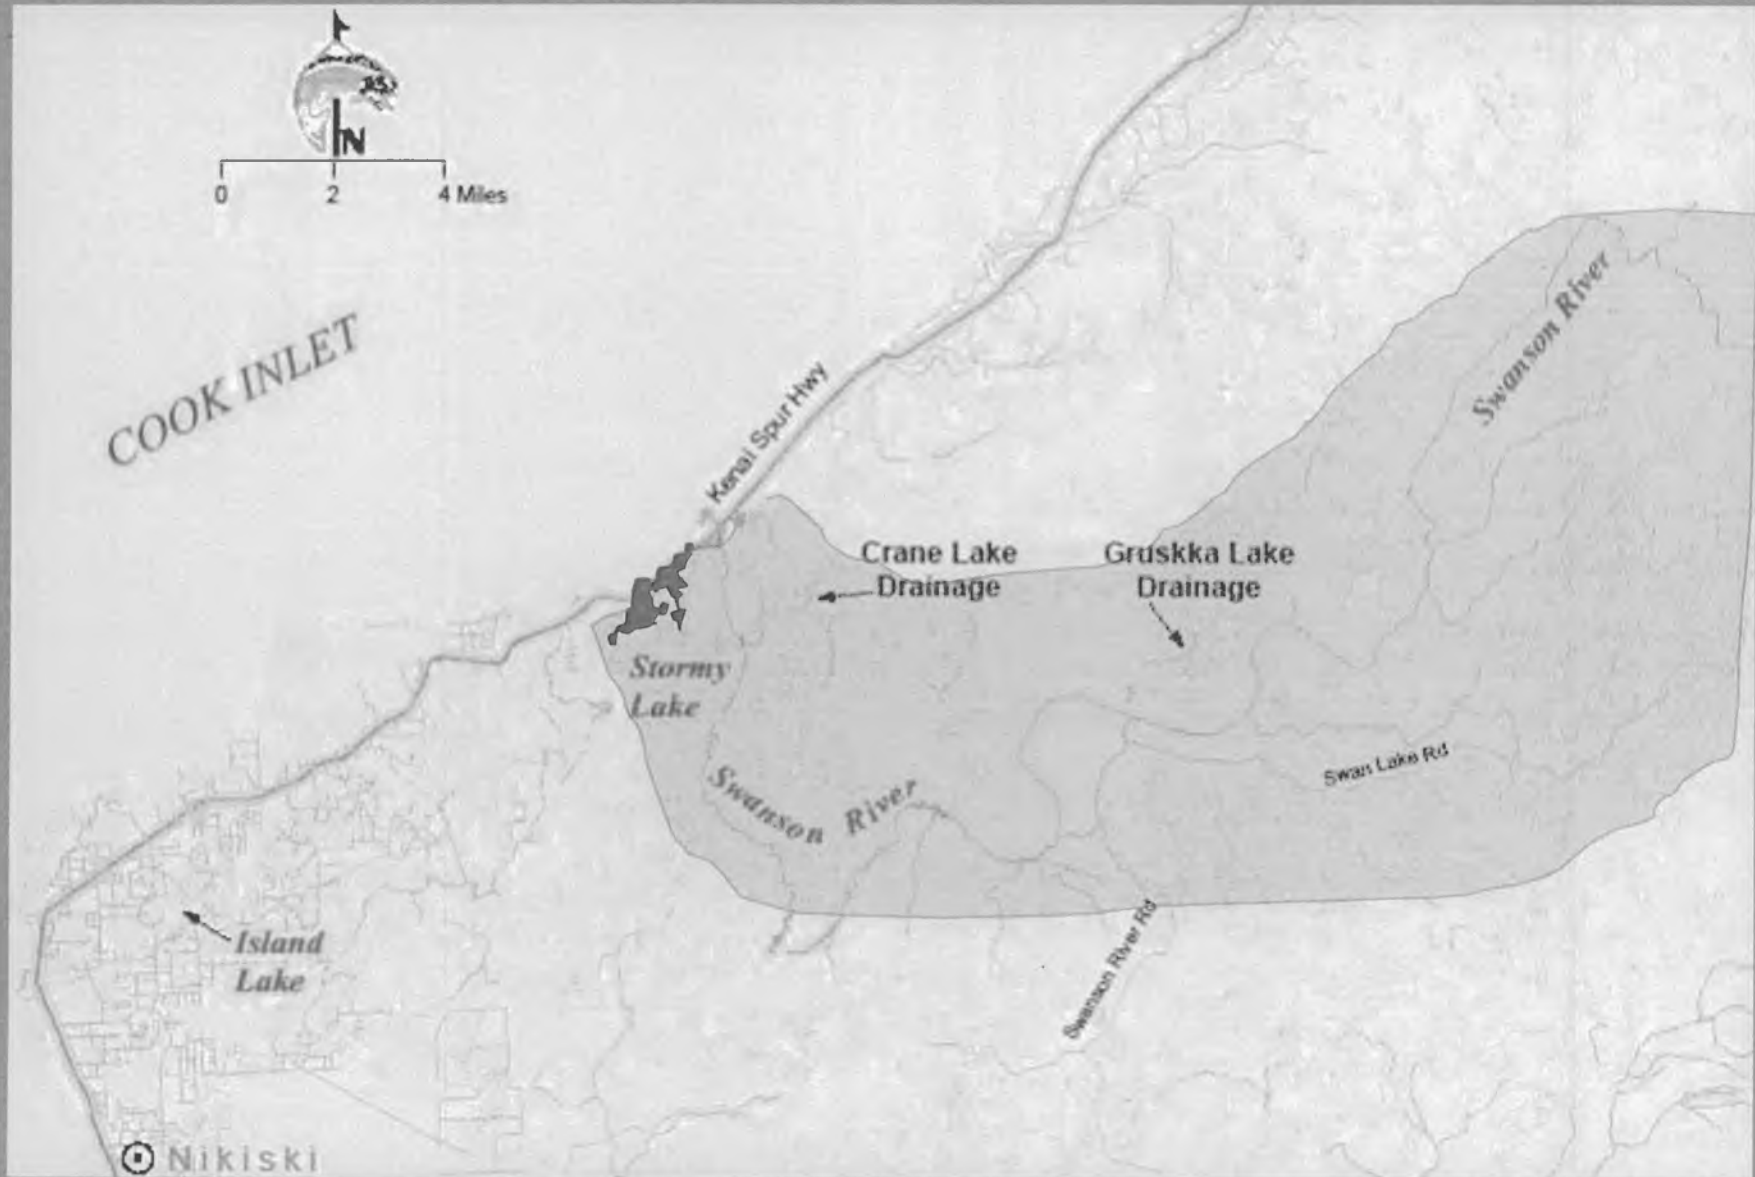 N
0 2 4 Miles
COOK INLET
Kenai Spur Hwy
Swanson River
Crane Lake
Drainage
Gruskka Lake
Drainage
Stormy
Lake
Swan Lake Rd
Swanson River
Island
Lake
Swanson River Rd
Nikiski